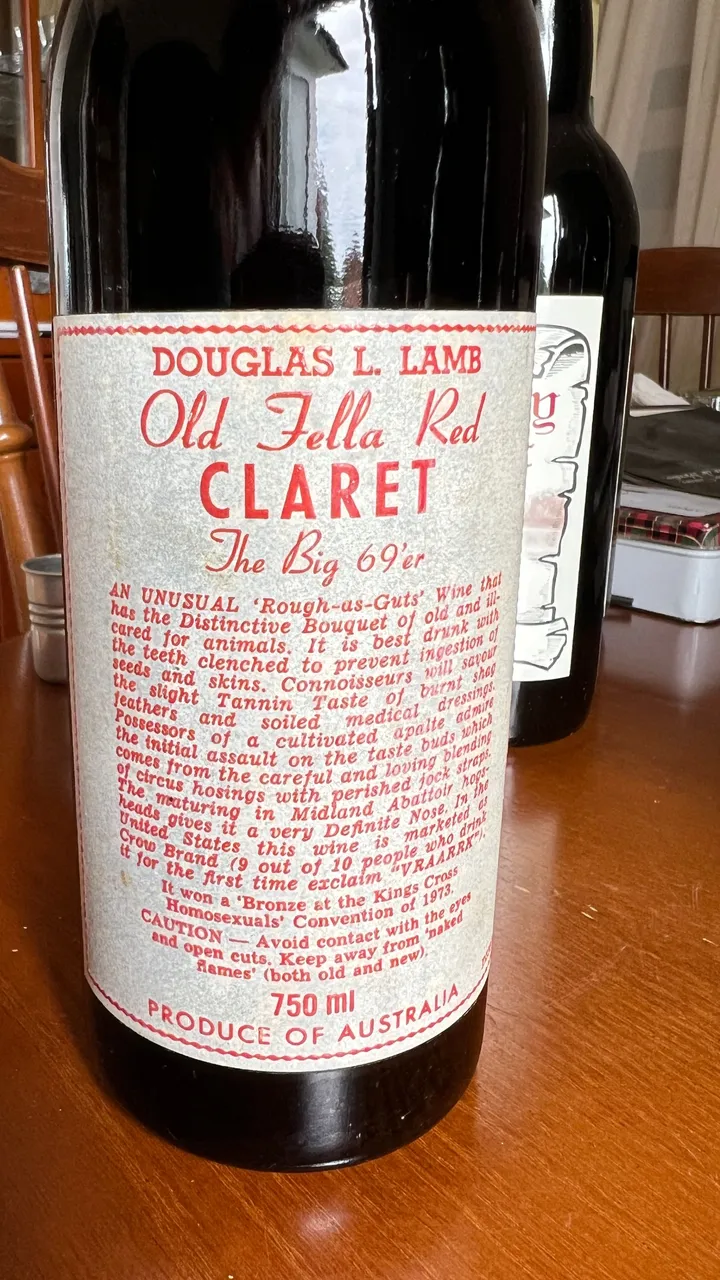 DOUGLAS L. LAMB
Old Fella Red
CLARET
The Big 69'er
AN UNUSUAL 'Rough-as-Guts' Wine that
has the Distinctive Bouquet of old and ill-
cared for animals. It is best drunk with
the teeth clenched to prevent ingestion of
seeds and skins. Connoisseurs will savour
the slight Tannin Taste of burnt shag
feathers and soiled medical dressings.
Possessors of a cultivated apalte admire
the initial assault on the taste buds which
comes from the careful and loving blending
of circus hosings with perished jock straps.
The maturing in Midland Abattoir hogs-
heads gives it a very Definite Nose. In the
United States this wine is marketed as
Crow Brand (9 out of 10 people who drink
it for the first time exclaim "VRAARRK").
It won a 'Bronze at the Kings Cross
Homosexuals' Convention of 1973.
CAUTION — Avoid contact with the eyes
and open cuts. Keep away from 'naked
flames' (both old and new).
750 ml
PRODUCE OF AUSTRALIA